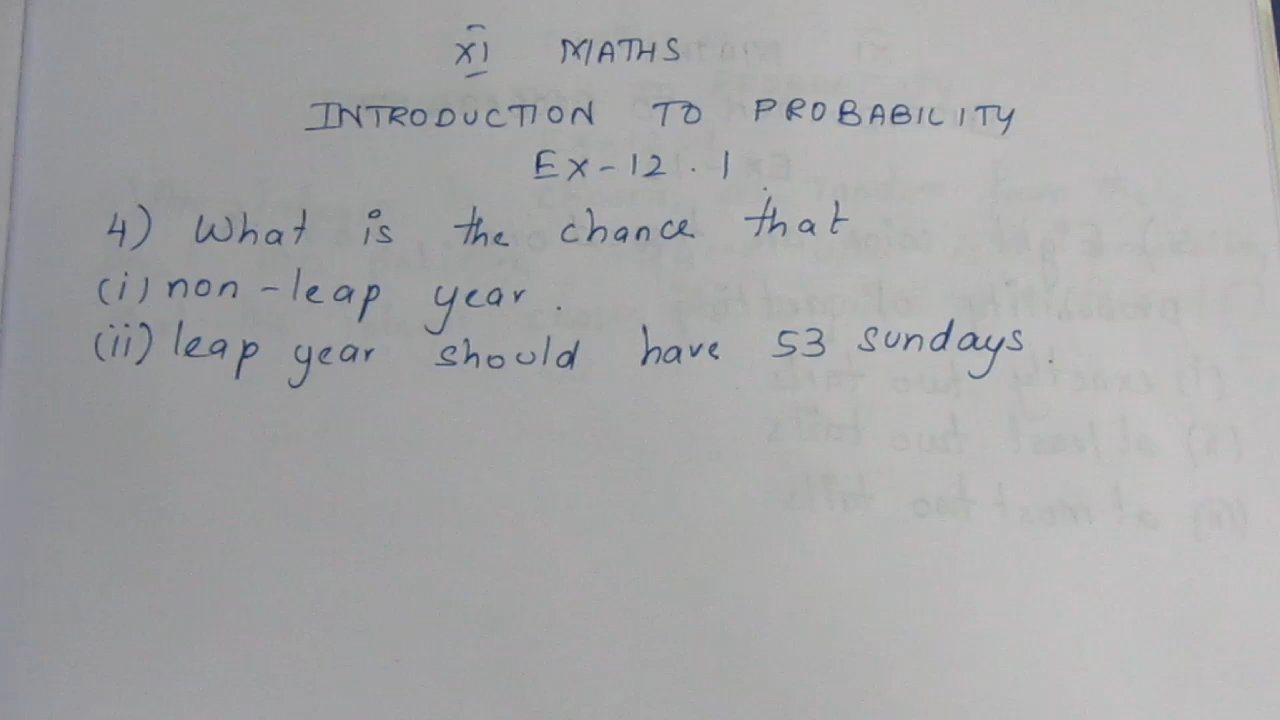 XI MATHS
INTRODUCTION TO PROBABILITY
Ex-12.1
4) What is the chance that
(i) non-leap year.
(ii) leap year should have 53 sundays.